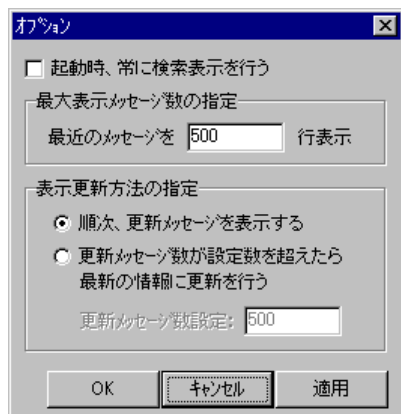 オプション
起動時、常に検索表示を行う
最大表示メッセージ数の指定
最近のメッセージを 500 行表示
表示更新方法の指定
順次、更新メッセージを表示する
更新メッセージ数が設定数を超えたら
最新の情報に更新を行う
更新メッセージ数設定: 500
OK キャンセル 適用